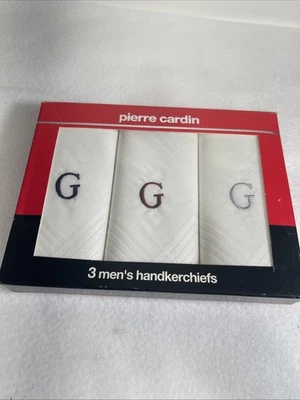 pierre cardin
G G G
3 men's handkerchiefs